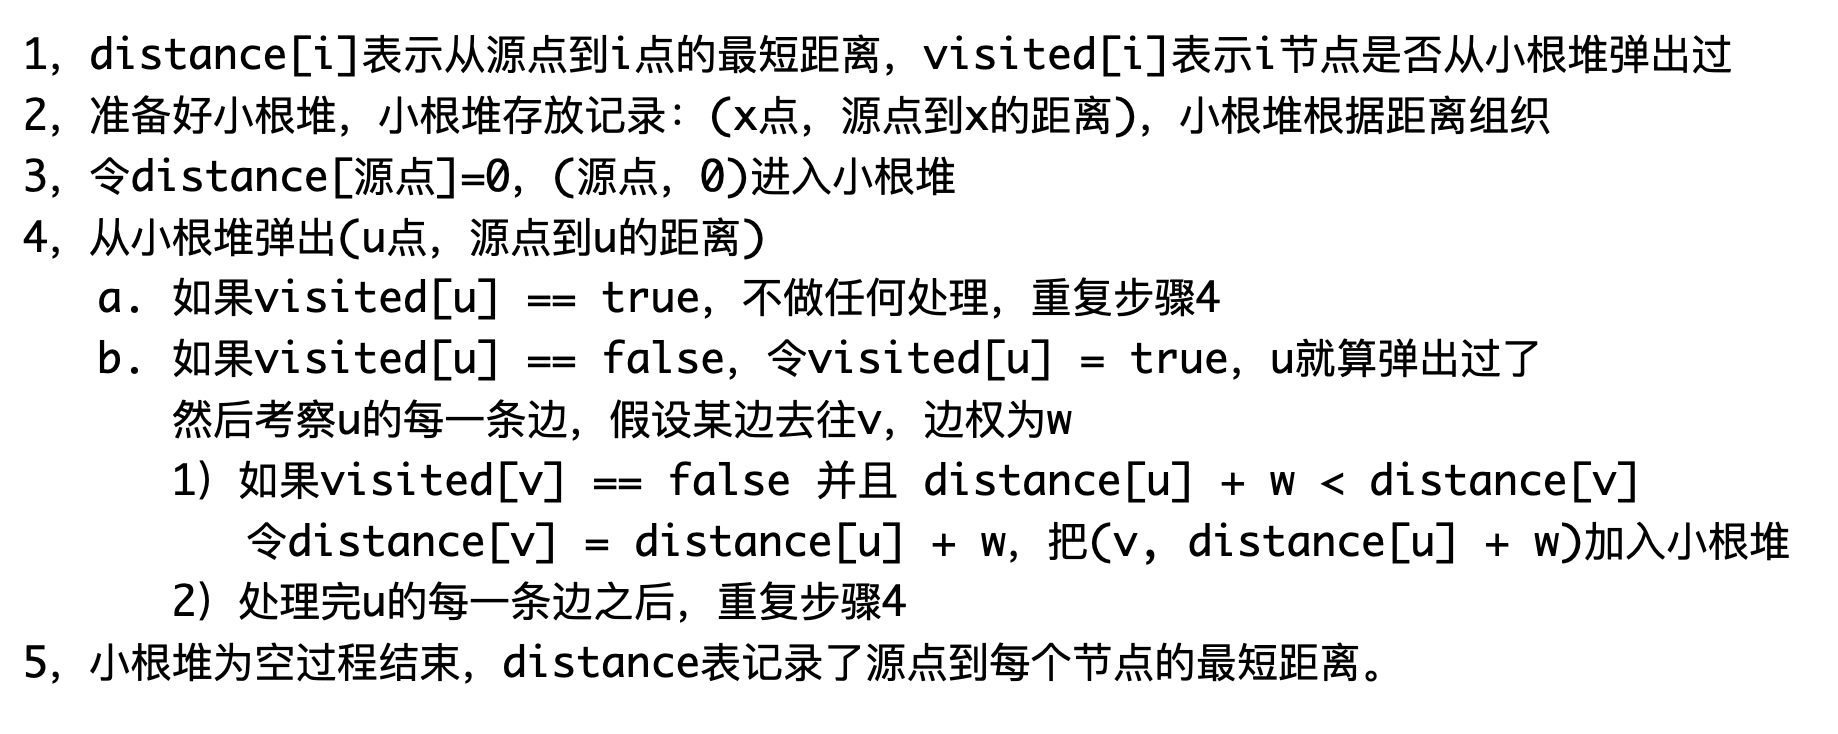 1，distance[i]表示从源点到i点的最短距离，visited[i]表示i节点是否从小根堆弹出过
2，准备好小根堆，小根堆存放记录：(x点，源点到x的距离)，小根堆根据距离组织
3，令distance[源点]=0，(源点，0)进入小根堆
4，从小根堆弹出(u点，源点到u的距离)
a. 如果visited[u] == true，不做任何处理，重复步骤4
b. 如果visited[u] == false，令visited[u] = true，u就算弹出过了
然后考察u的每一条边，假设某边去往v，边权为w
1）如果visited[v] == false 并且 distance[u] + w < distance[v]
令distance[v] = distance[u] + w，把(v, distance[u] + w)加入小根堆
2）处理完u的每一条边之后，重复步骤4
5，小根堆为空过程结束，distance表记录了源点到每个节点的最短距离。